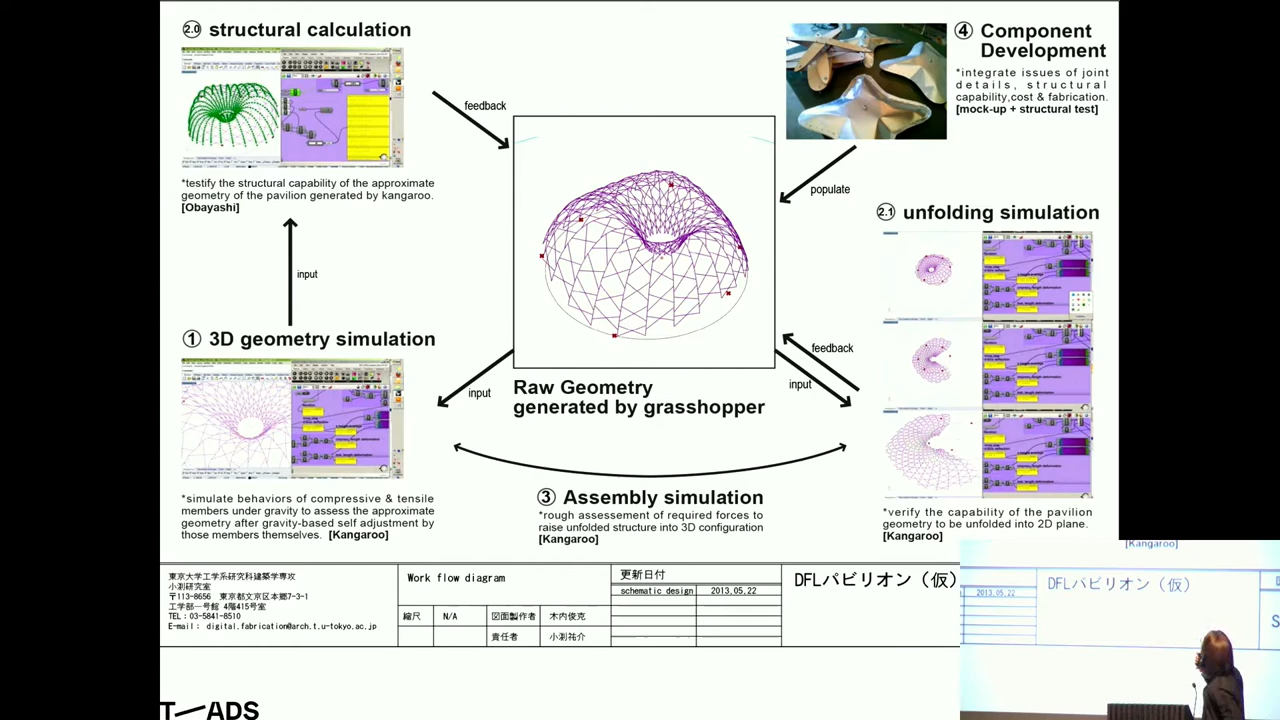 2.0 structural calculation
*testify the structural capability of the approximate
geometry of the pavilion generated by kangaroo.
[Obayashi]
input
① 3D geometry simulation
*simulate behaviors of compressive & tensile
members under gravity to assess the approximate
geometry after gravity-based self adjustment by
those members themselves. [Kangaroo]
feedback
input
Raw Geometry
generated by grasshopper
③ Assembly simulation
*rough assessement of required forces to
raise unfolded structure into 3D configuration
[Kangaroo]
④ Component
Development
*integrate issues of joint
details, structural
capability,cost & fabrication.
[mock-up + structural test]
populate
2.1 unfolding simulation
feedback
input
*verify the capability of the pavilion
geometry to be unfolded into 2D plane.
[Kangaroo]
東京大学工学系研究科建築学専攻
小渕研究室
〒113-8656 東京都文京区本郷7-3-1
工学部一号館 4階415号室
TEL：03-5841-8510
E-mail： digital.fabrication@arch.t.u-tokyo.ac.jp
Work flow diagram
縮尺 N/A 図面製作者 木内俊克
責任者 小渕祐介
更新日付
schematic design 2013.05.22
DFLパビリオン（仮）
T—ADS
[Kangaroo]
2013.05.22
DFLパビリオン（仮）